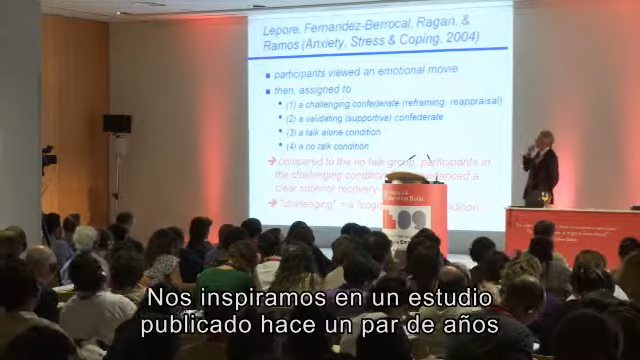 Lepore, Fernandez-Berrocal, Ragan, &
Ramos (Anxiety, Stress & Coping, 2004)
participants viewed an emotional movie
then, assigned to
(1) a challenging confederate (reframing, reappraisal)
(2) a validating (supportive) confederate
(3) a talk alone condition
(4) a no talk condition
compared to the no talk group, participants in
the challenging condition
evidenced a
clear superior recovery
"challenging" = a "cog
Nos inspiramos en un estudio
publicado hace un par de años